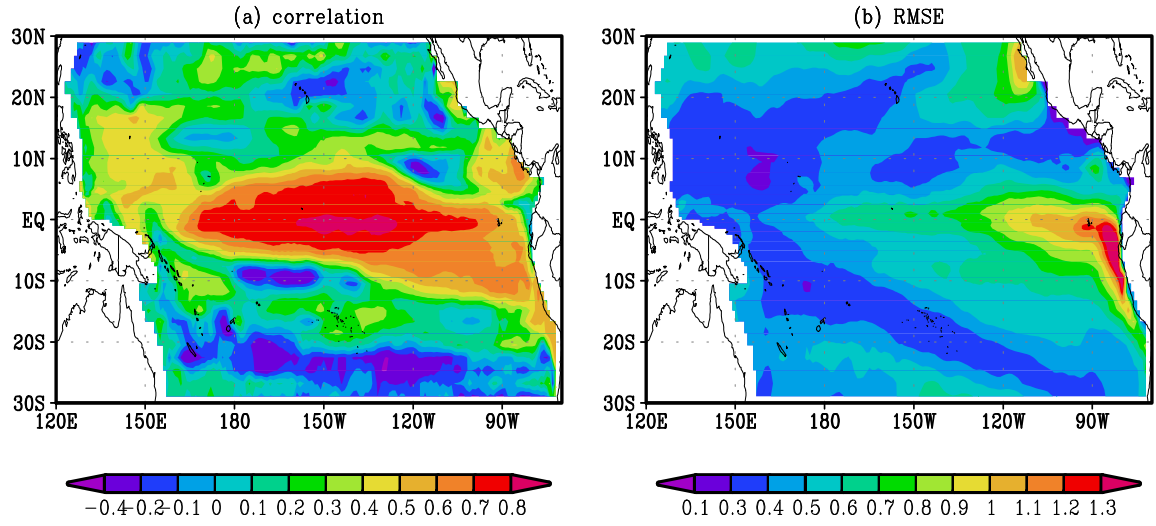 (a) correlation
(b) RMSE
30N
20N
10N
EQ
10S
20S
30S
120E 150E 180 150W 120W 90W
30N
20N
10N
EQ
10S
20S
30S
120E 150E 180 150W 120W 90W
-0.4 -0.2 -0.1 0 0.1 0.2 0.3 0.4 0.5 0.6 0.7 0.8
0.1 0.3 0.4 0.5 0.6 0.7 0.8 0.9 1 1.1 1.2 1.3